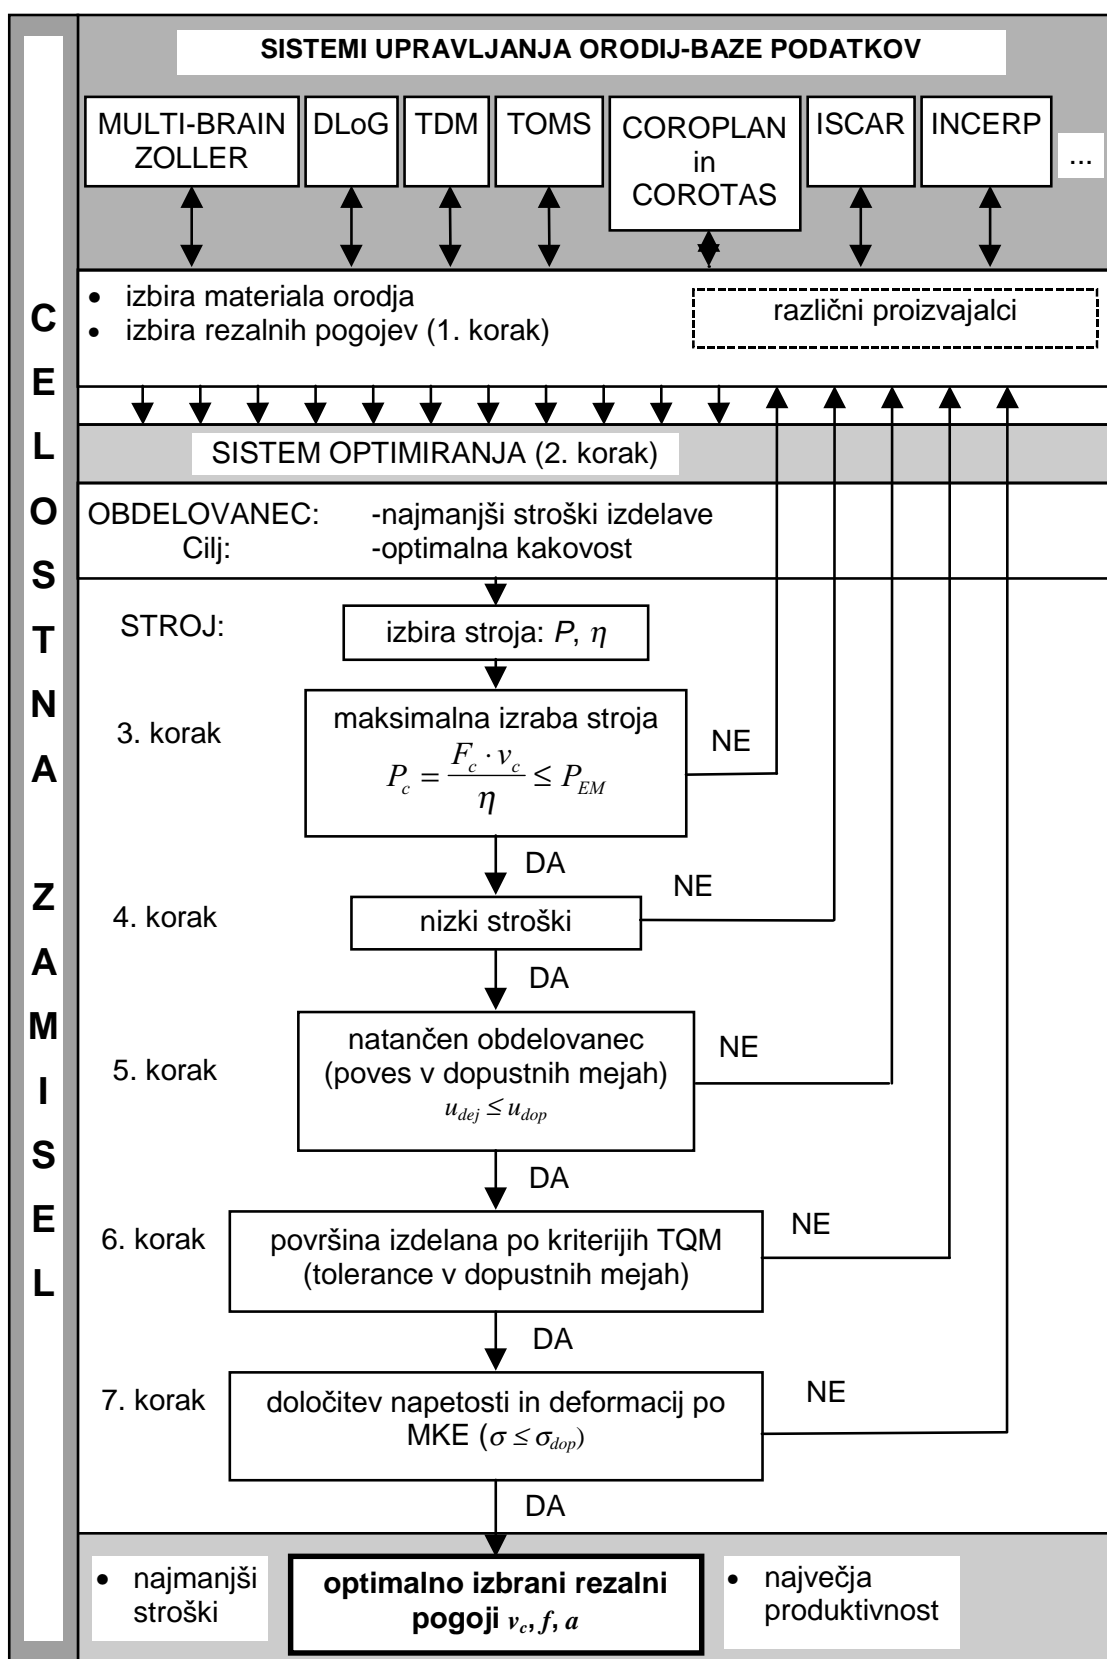 SISTEMI UPRAVLJANJA ORODIJ-BAZE PODATKOV
MULTI-BRAIN
ZOLLER
DLoG
TDM
TOMS
COROPLAN
in
COROTAS
ISCAR
INCERP
...
CELOSTNA ZAMISEL
• izbira materiala orodja
• izbira rezalnih pogojev (1. korak)
različni proizvajalci
SISTEM OPTIMIRANJA (2. korak)
OBDELOVANEC: -najmanjši stroški izdelave
Cilj: -optimalna kakovost
STROJ:
izbira stroja: P, η
3. korak
maksimalna izraba stroja
P_c = F_c · v_c / η ≤ P_EM
NE
DA
4. korak
nizki stroški
NE
DA
5. korak
natančen obdelovanec
(poves v dopustnih mejah)
u_dej ≤ u_dop
NE
DA
6. korak
površina izdelana po kriterijih TQM
(tolerance v dopustnih mejah)
NE
DA
7. korak
določitev napetosti in deformacij po
MKE (σ ≤ σ_dop)
NE
DA
• najmanjši
stroški
optimalno izbrani rezalni
pogoji v_c, f, a
• največja
produktivnost